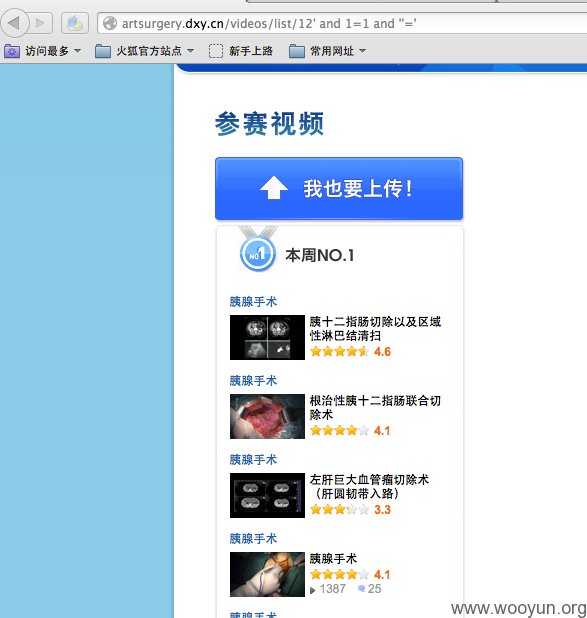 artsurgery.dxy.cn/videos/list/12' and 1=1 and ''='
访问最多 火狐官方站点 新手上路 常用网址
参赛视频
我也要上传！
NO.1 本周NO.1
胰腺手术
胰十二指肠切除以及区域
性淋巴结清扫
4.6
胰腺手术
根治性胰十二指肠联合切
除术
4.1
胰腺手术
左肝巨大血管瘤切除术
（肝圆韧带入路）
3.3
胰腺手术
胰腺手术
4.1
1387 25
胰腺手术
www.wooyun.org